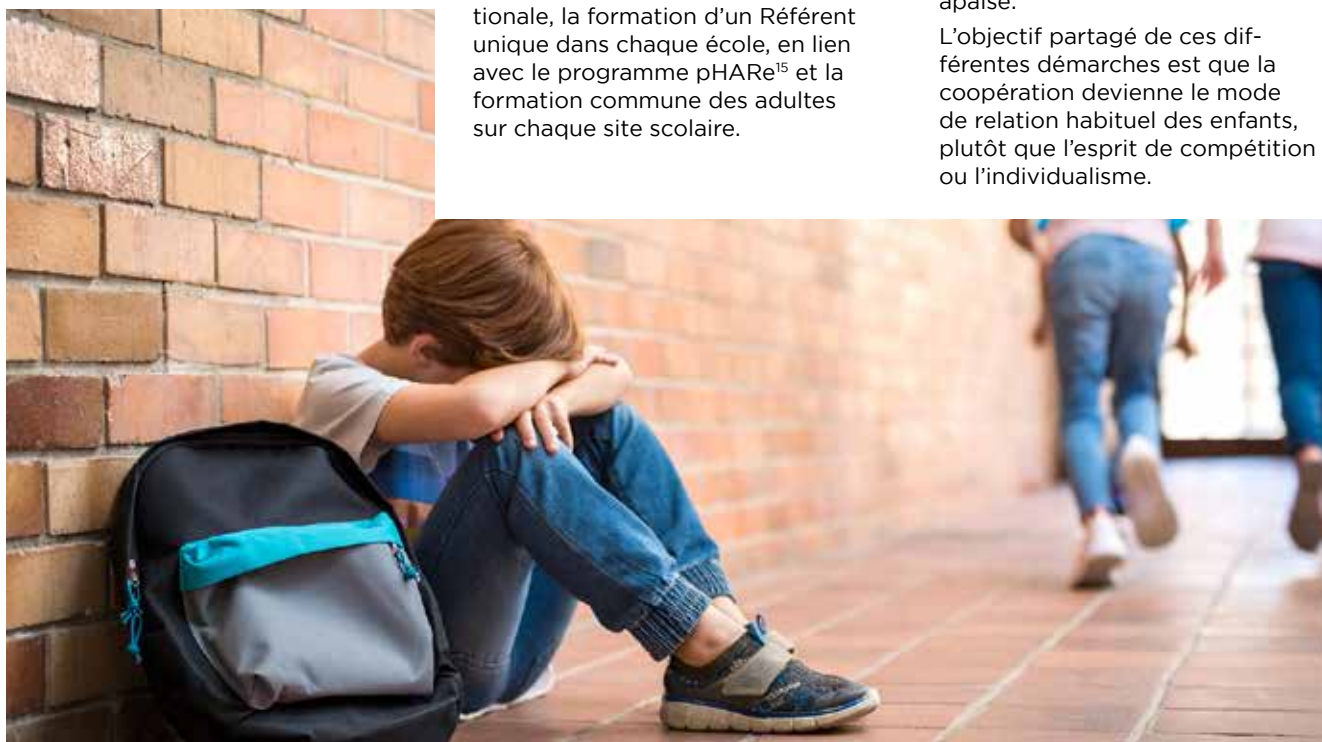 tionale, la formation d’un Référent
unique dans chaque école, en lien
avec le programme pHARe¹⁵ et la
formation commune des adultes
sur chaque site scolaire.
apaisé.
L’objectif partagé de ces dif-
férentes démarches est que la
coopération devienne le mode
de relation habituel des enfants,
plutôt que l’esprit de compétition
ou l’individualisme.